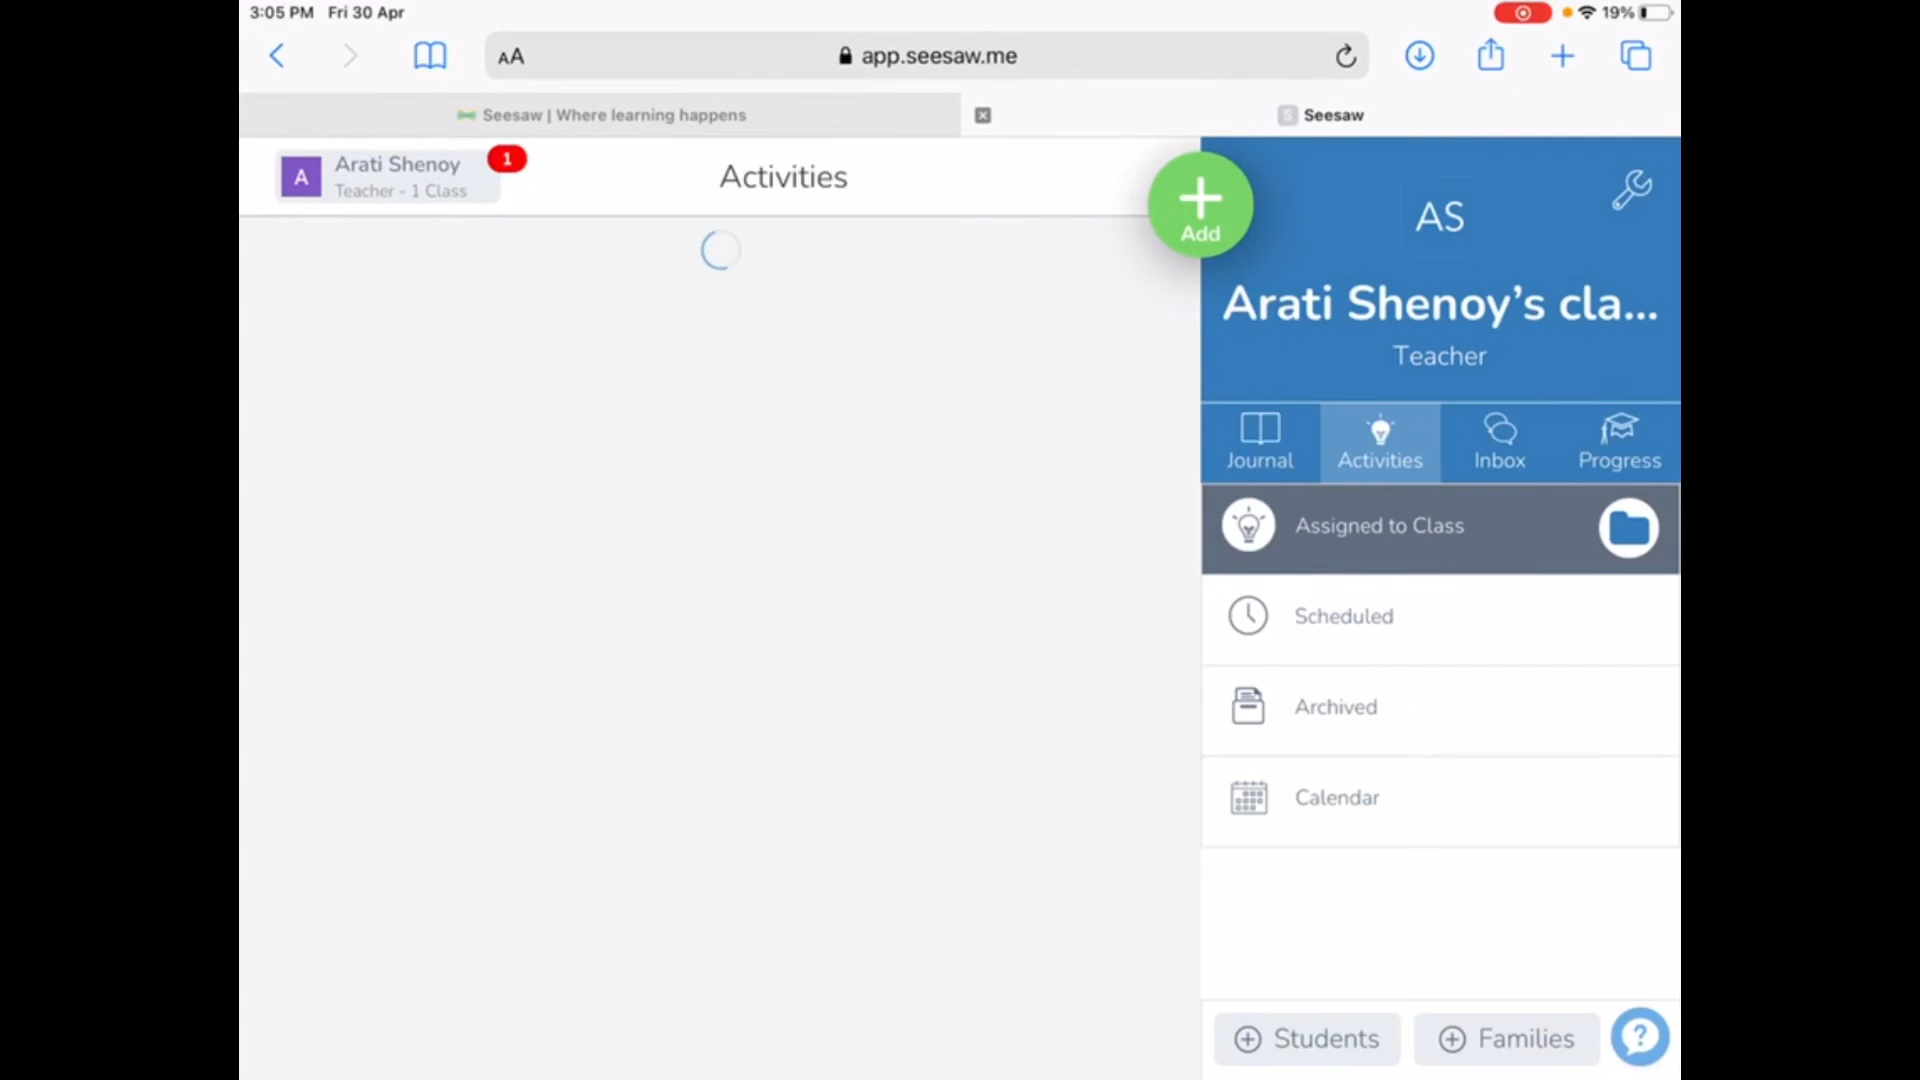 3:05 PM Fri 30 Apr
19%
AA
app.seesaw.me
Seesaw | Where learning happens
S Seesaw
A
Arati Shenoy
Teacher - 1 Class
1
Activities
Add
AS
Arati Shenoy’s cla...
Teacher
Journal
Activities
Inbox
Progress
Assigned to Class
Scheduled
Archived
Calendar
Students
Families
?